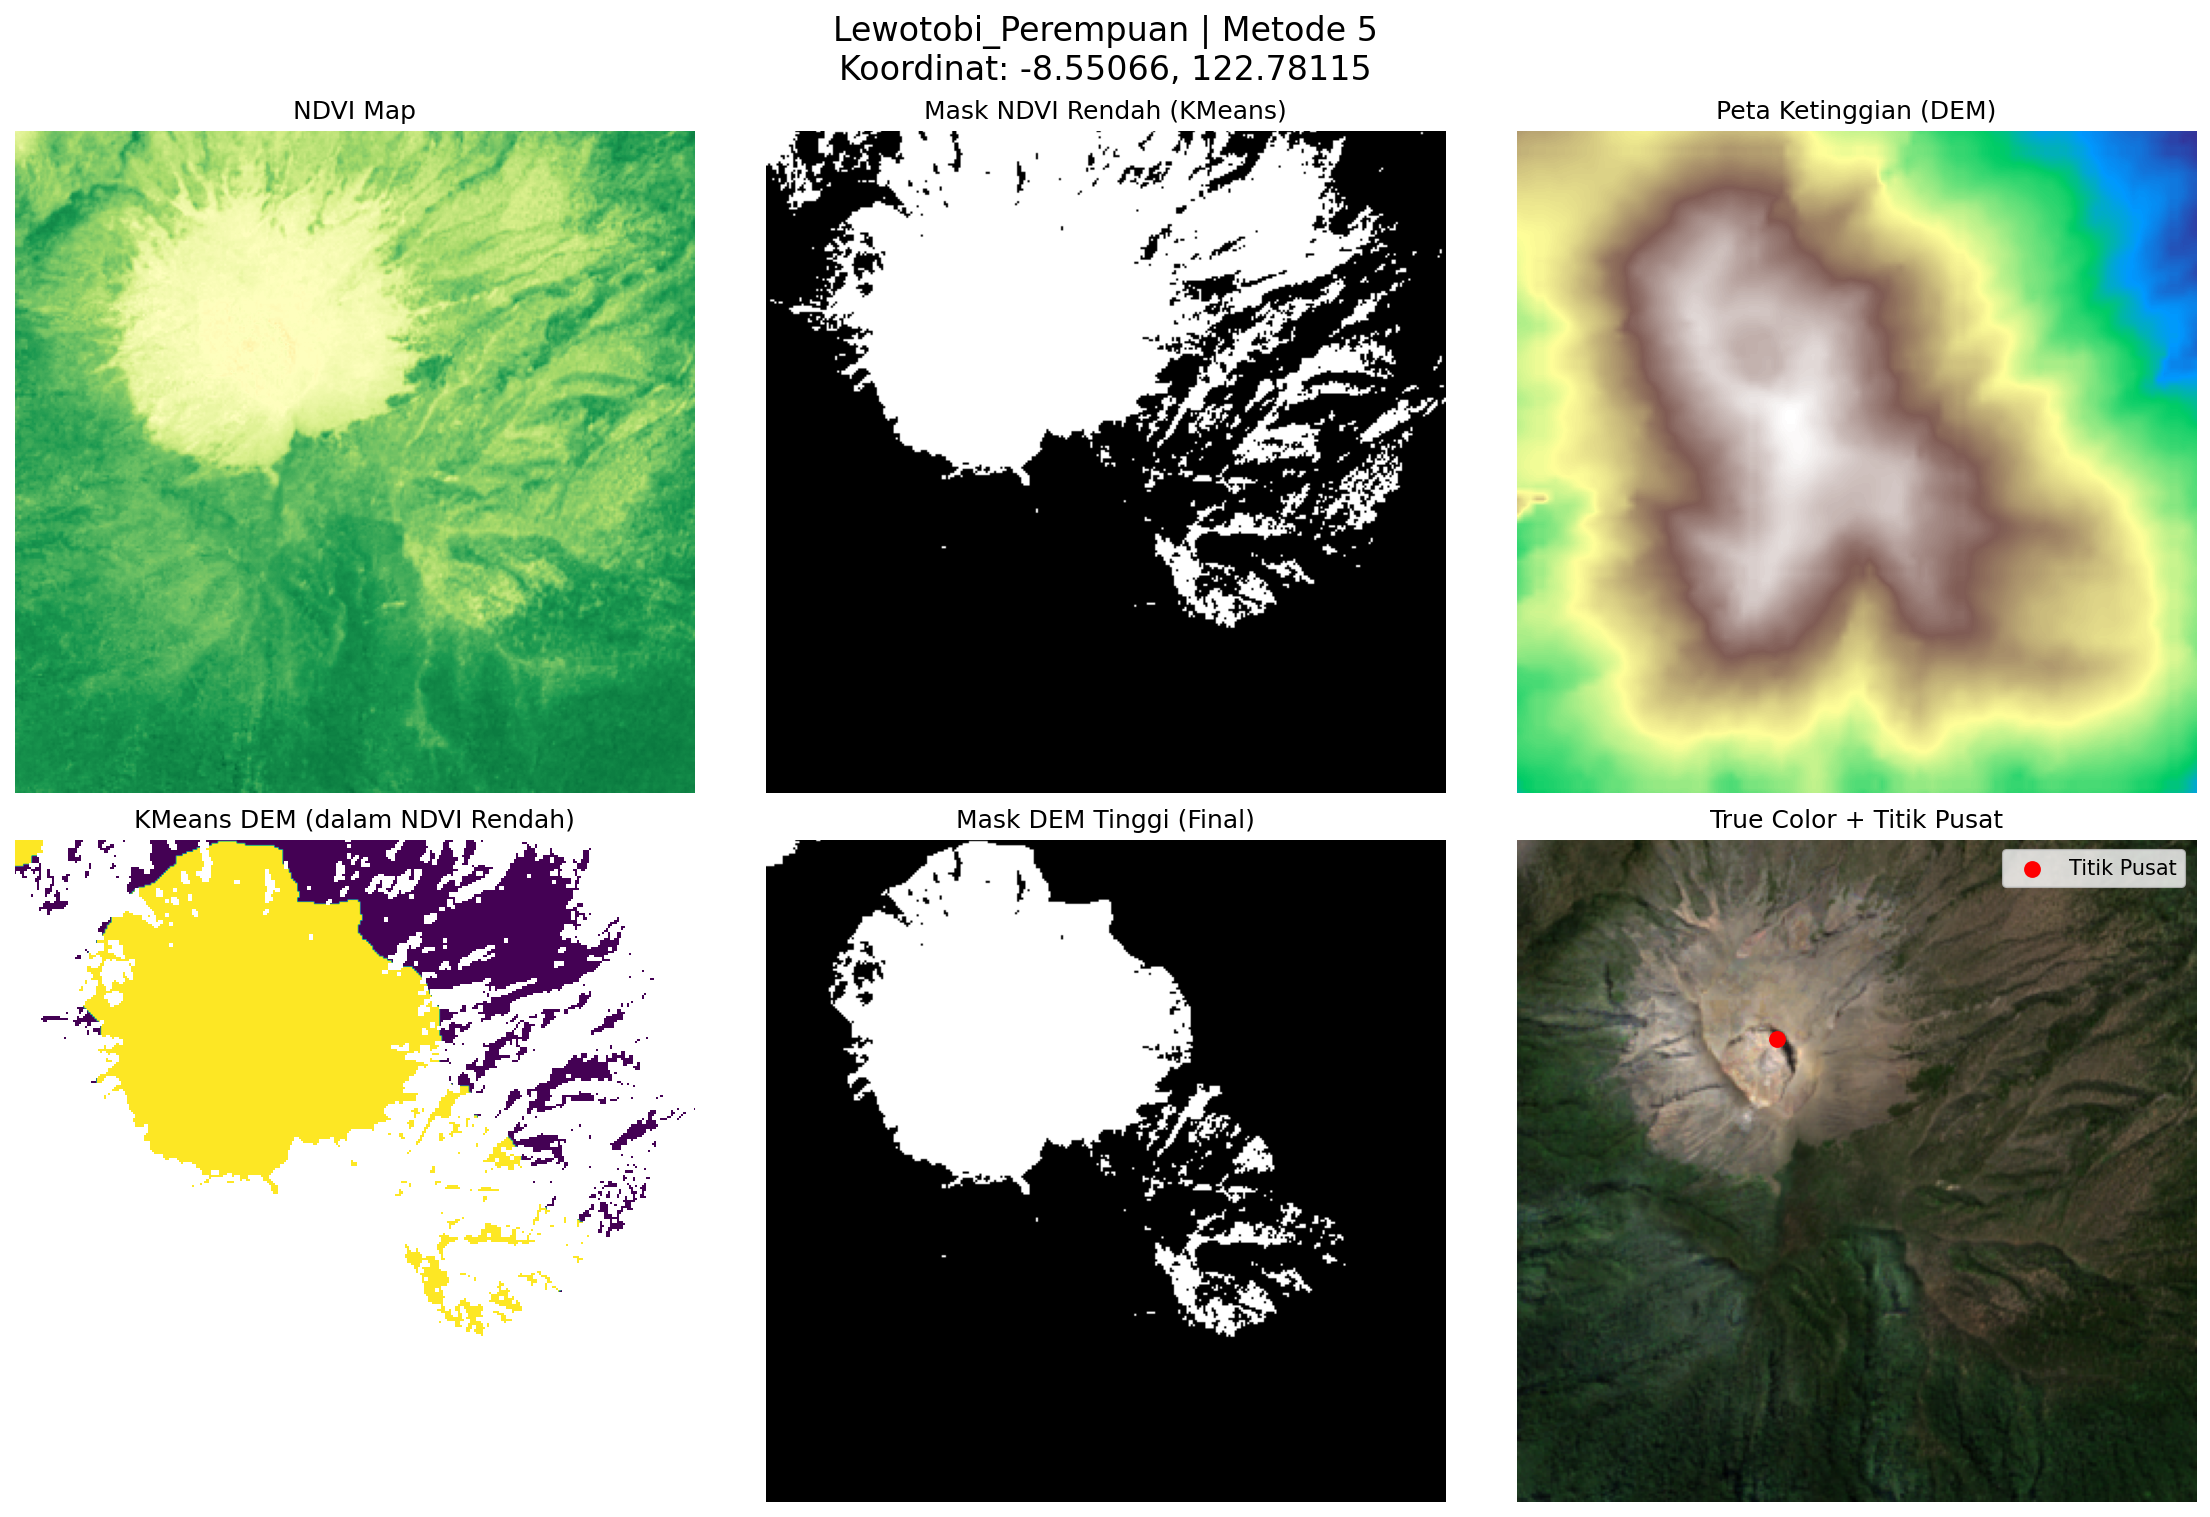 Lewotobi_Perempuan | Metode 5
Koordinat: -8.55066, 122.78115
NDVI Map
Mask NDVI Rendah (KMeans)
Peta Ketinggian (DEM)
KMeans DEM (dalam NDVI Rendah)
Mask DEM Tinggi (Final)
True Color + Titik Pusat
Titik Pusat